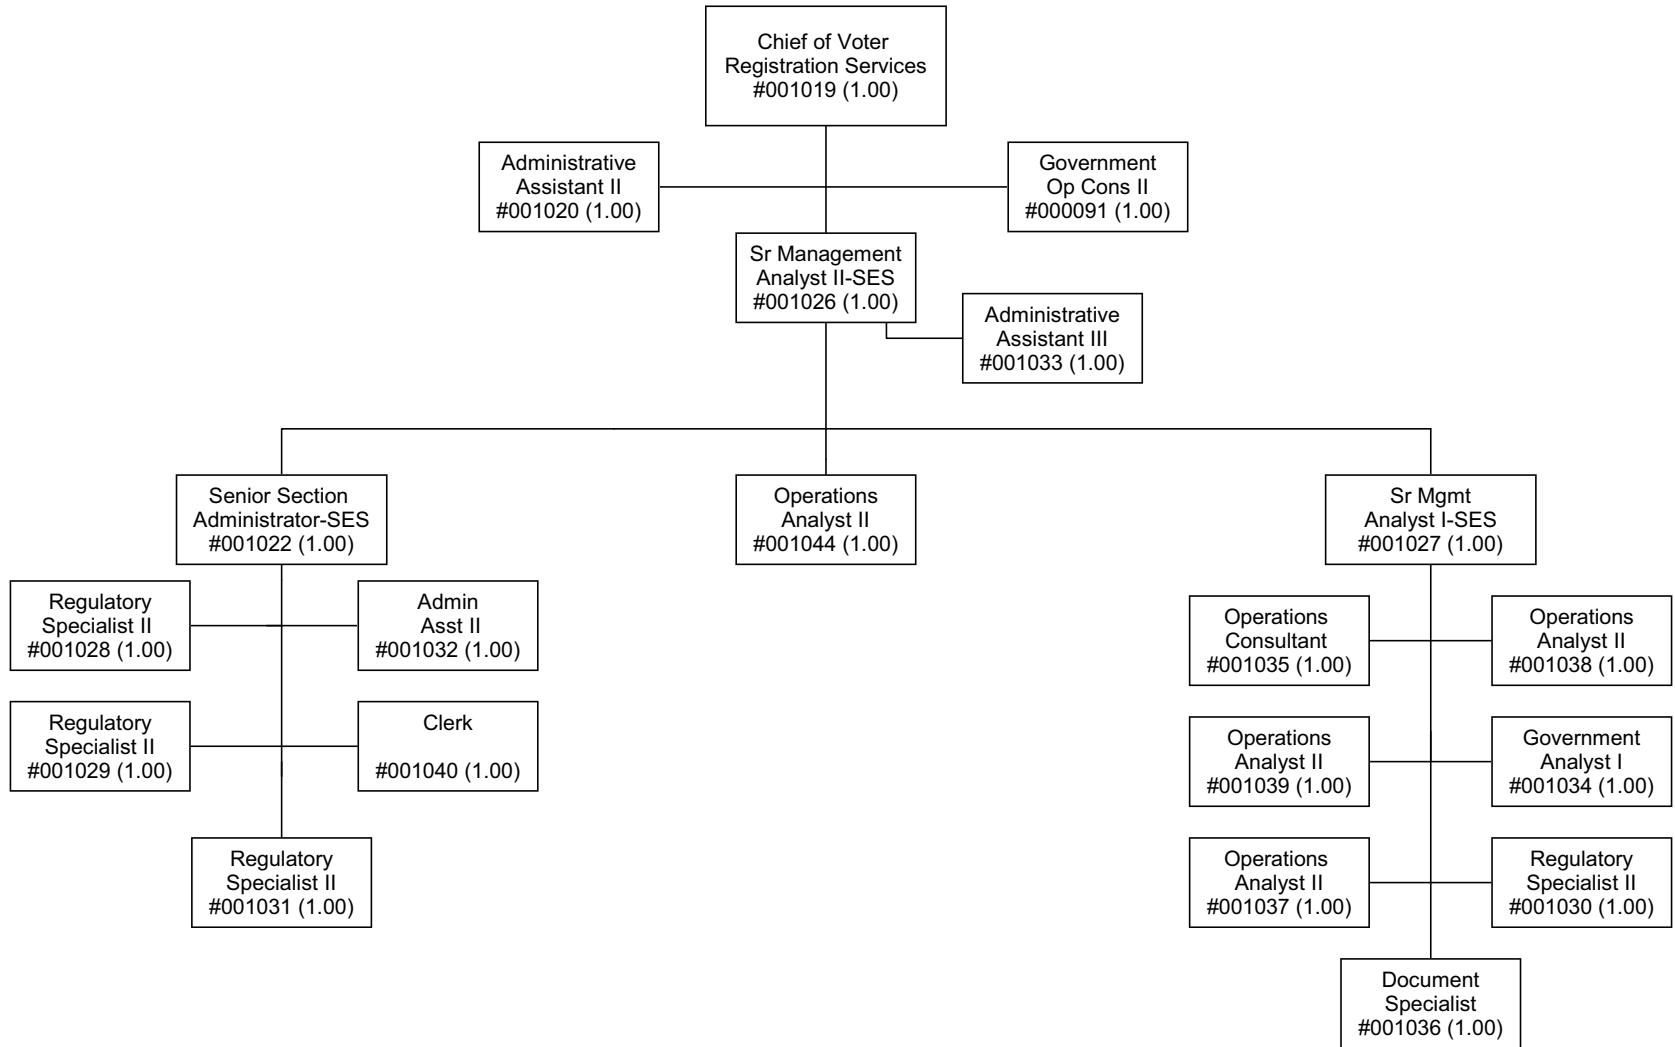 Chief of Voter
Registration Services
#001019 (1.00)
Administrative
Assistant II
#001020 (1.00)
Government
Op Cons II
#000091 (1.00)
Sr Management
Analyst II-SES
#001026 (1.00)
Administrative
Assistant III
#001033 (1.00)
Senior Section
Administrator-SES
#001022 (1.00)
Operations
Analyst II
#001044 (1.00)
Sr Mgmt
Analyst I-SES
#001027 (1.00)
Regulatory
Specialist II
#001028 (1.00)
Admin
Asst II
#001032 (1.00)
Operations
Consultant
#001035 (1.00)
Operations
Analyst II
#001038 (1.00)
Regulatory
Specialist II
#001029 (1.00)
Clerk
#001040 (1.00)
Operations
Analyst II
#001039 (1.00)
Government
Analyst I
#001034 (1.00)
Regulatory
Specialist II
#001031 (1.00)
Operations
Analyst II
#001037 (1.00)
Regulatory
Specialist II
#001030 (1.00)
Document
Specialist
#001036 (1.00)